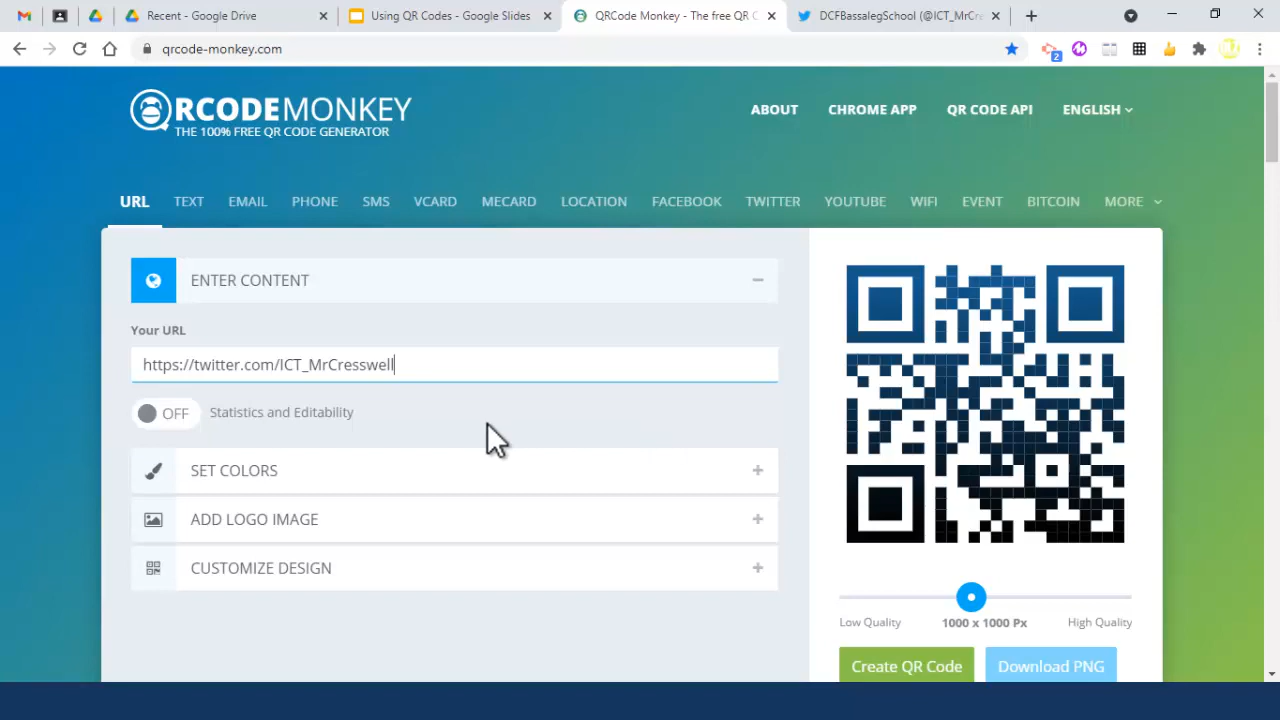 Recent - Google Drive
Using QR Codes - Google Slides
QRCode Monkey - The free QR C
DCFBassalegSchool (@ICT_MrCre
qrcode-monkey.com
2
RCODEMONKEY
THE 100% FREE QR CODE GENERATOR
ABOUT CHROME APP QR CODE API ENGLISH
URL TEXT EMAIL PHONE SMS VCARD MECARD LOCATION FACEBOOK TWITTER YOUTUBE WIFI EVENT BITCOIN MORE
ENTER CONTENT
Your URL
https://twitter.com/ICT_MrCresswell
OFF Statistics and Editability
SET COLORS
ADD LOGO IMAGE
CUSTOMIZE DESIGN
Low Quality 1000 x 1000 Px High Quality
Create QR Code Download PNG